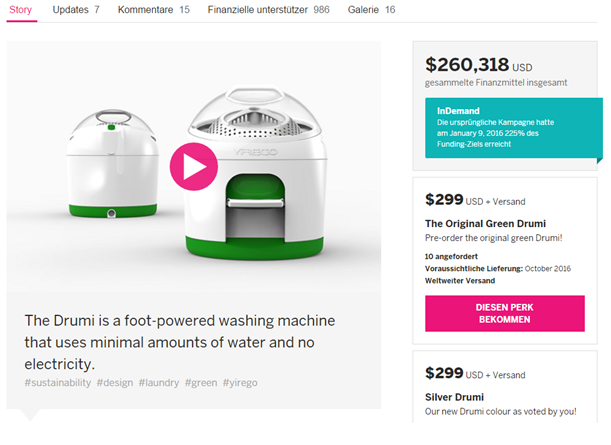 Story Updates 7 Kommentare 15 Finanzielle unterstützer 986 Galerie 16
YIREGO
The Drumi is a foot-powered washing machine
that uses minimal amounts of water and no
electricity.
#sustainability #design #laundry #green #yirego
$260,318 USD
gesammelte Finanzmittel insgesamt
InDemand
Die ursprüngliche Kampagne hatte
am January 9, 2016 225% des
Funding-Ziels erreicht
$299 USD + Versand
The Original Green Drumi
Pre-order the original green Drumi!
10 angefordert
Voraussichtliche Lieferung: October 2016
Weltweiter Versand
DIESEN PERK
BEKOMMEN
$299 USD + Versand
Silver Drumi
Our new Drumi colour as voted by you!